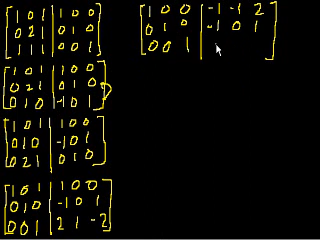 [1 0 1 | 1 0 0]
[0 2 1 | 0 1 0]
[1 1 1 | 0 0 1]
[1 0 1 | 1 0 0]
[0 2 1 | 0 1 0]
[0 1 0 | -1 0 1]
[1 0 1 | 1 0 0]
[0 1 0 | -1 0 1]
[0 2 1 | 0 1 0]
[1 0 1 | 1 0 0]
[0 1 0 | -1 0 1]
[0 0 1 | 2 1 -2]
[1 0 0 | -1 -1 2]
[0 1 0 | -1 0 1]
[0 0 1 |